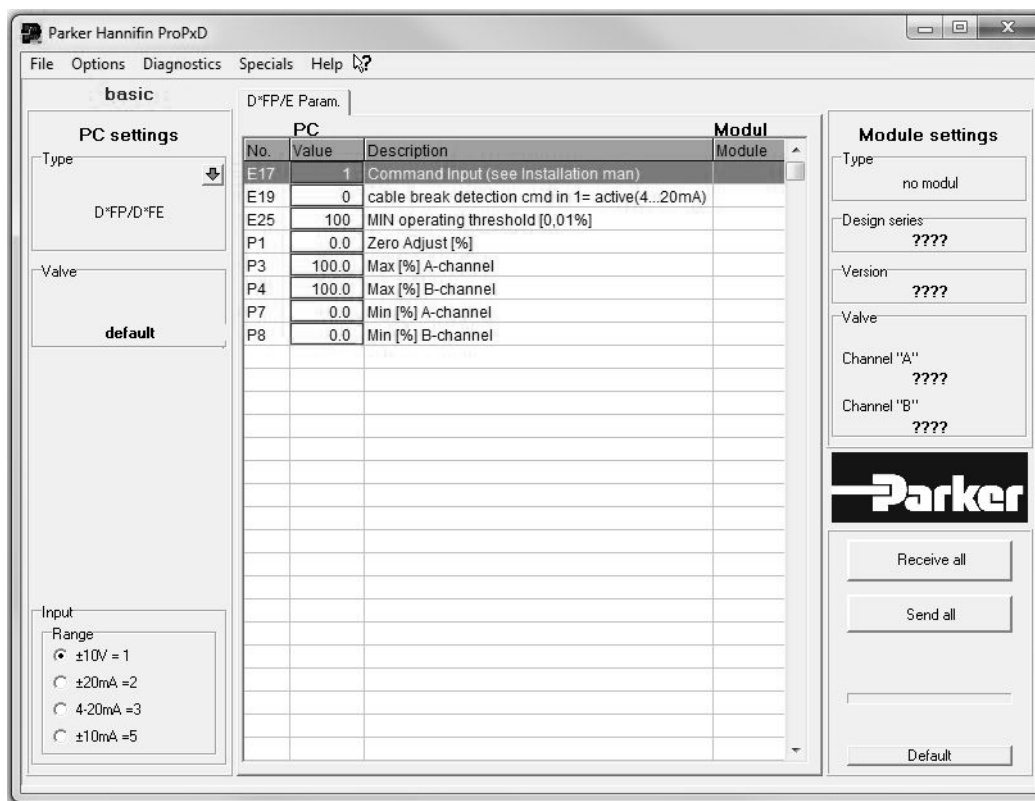 Parker Hannifin ProPxD
File Options Diagnostics Specials Help ?
basic
PC settings
Type
D*FP/D*FE
Valve
default
Input
Range
±10V = 1
±20mA =2
4-20mA =3
±10mA =5
D*FP/E Param.
PC Modul
No. Value Description Module
E17 1 Command Input (see Installation man)
E19 0 cable break detection cmd in 1= active(4...20mA)
E25 100 MIN operating threshold [0,01%]
P1 0.0 Zero Adjust [%]
P3 100.0 Max [%] A-channel
P4 100.0 Max [%] B-channel
P7 0.0 Min [%] A-channel
P8 0.0 Min [%] B-channel
Module settings
Type
no modul
Design series
????
Version
????
Valve
Channel "A"
????
Channel "B"
????
Parker
Receive all
Send all
Default